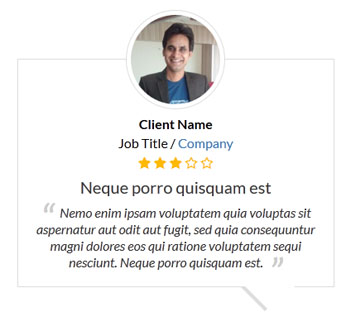 Client Name
Job Title / Company
Neque porro quisquam est
“ Nemo enim ipsam voluptatem quia voluptas sit
aspernatur aut odit aut fugit, sed quia consequuntur
magni dolores eos qui ratione voluptatem sequi
nesciunt. Neque porro quisquam est. ”